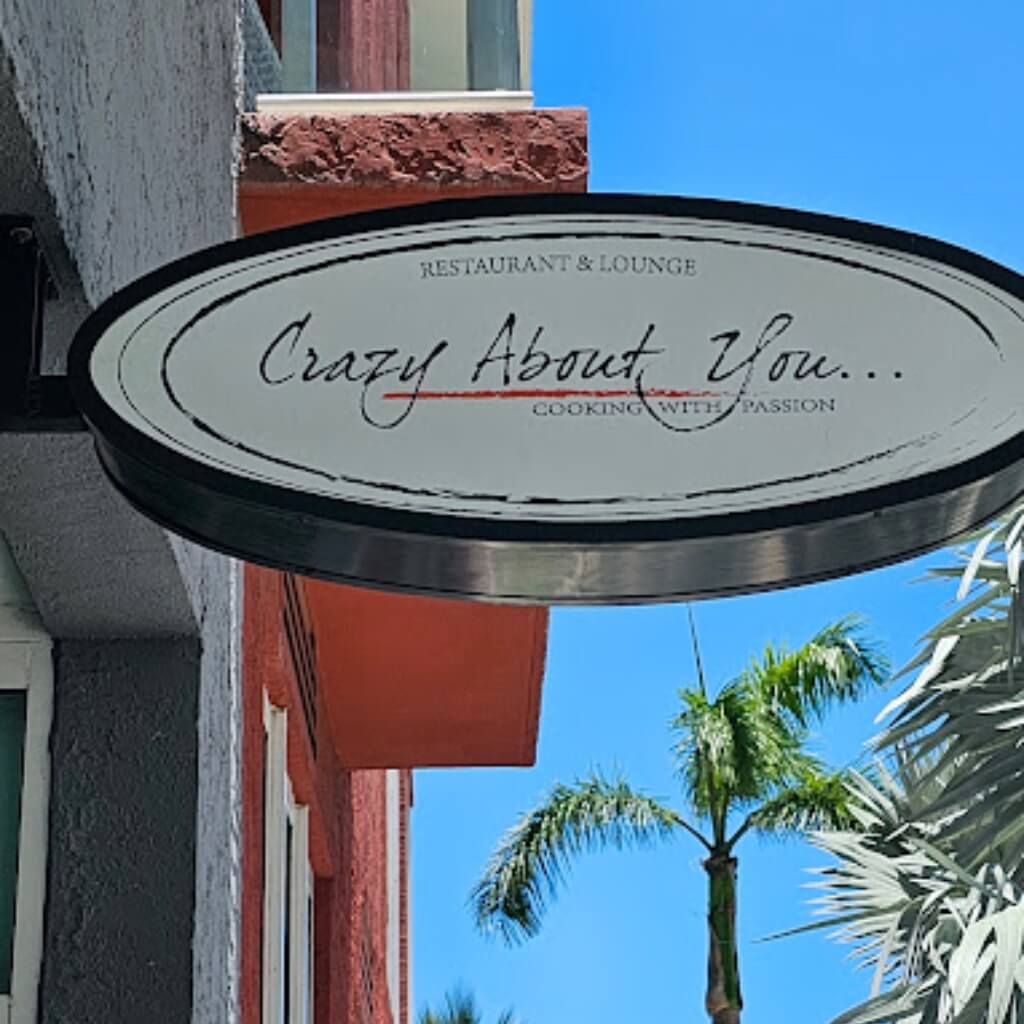 RESTAURANT & LOUNGE
Crazy About You...
COOKING WITH PASSION